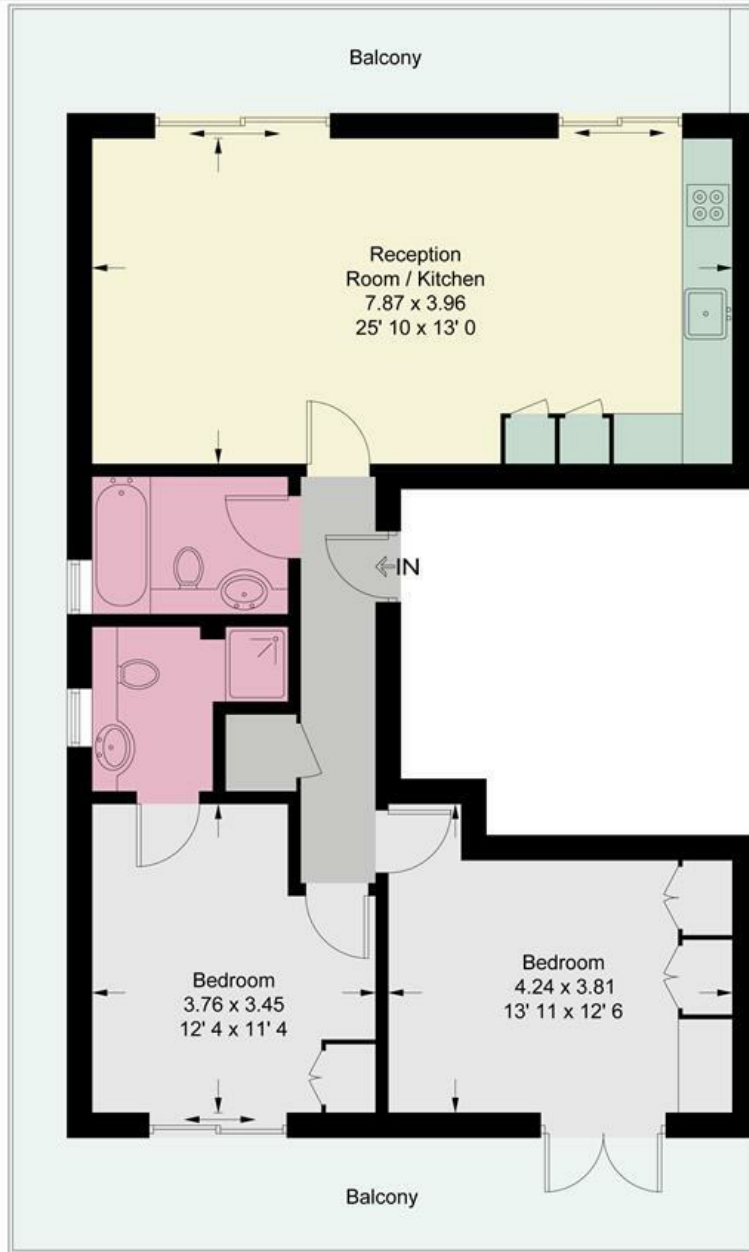 Balcony
Reception
Room / Kitchen
7.87 x 3.96
25' 10 x 13' 0
IN
Bedroom
3.76 x 3.45
12' 4 x 11' 4
Bedroom
4.24 x 3.81
13' 11 x 12' 6
Balcony